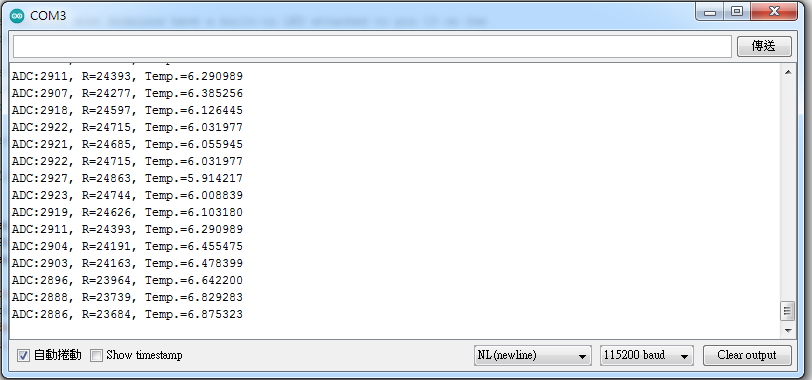 COM3
傳送
ADC:2911, R=24393, Temp.=6.290989
ADC:2907, R=24277, Temp.=6.385256
ADC:2918, R=24597, Temp.=6.126445
ADC:2922, R=24715, Temp.=6.031977
ADC:2921, R=24685, Temp.=6.055945
ADC:2922, R=24715, Temp.=6.031977
ADC:2927, R=24863, Temp.=5.914217
ADC:2923, R=24744, Temp.=6.008839
ADC:2919, R=24626, Temp.=6.103180
ADC:2911, R=24393, Temp.=6.290989
ADC:2904, R=24191, Temp.=6.455475
ADC:2903, R=24163, Temp.=6.478399
ADC:2896, R=23964, Temp.=6.642200
ADC:2888, R=23739, Temp.=6.829283
ADC:2886, R=23684, Temp.=6.875323
自動捲動 Show timestamp NL(newline) 115200 baud Clear output